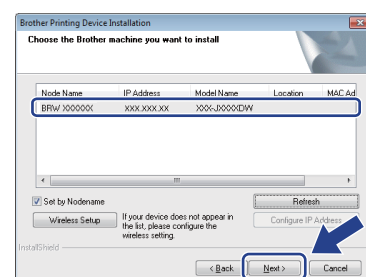 Brother Printing Device Installation
Choose the Brother machine you want to install
Node Name IP Address Model Name Location MAC Ad
BRW XXXXXX XXX.XXX.XX XXX-JXXXXDW
Set by Nodename
Refresh
Wireless Setup
If your device does not appear in
the list, please configure the
wireless setting.
Configure IP Address
InstallShield
< Back
Next >
Cancel